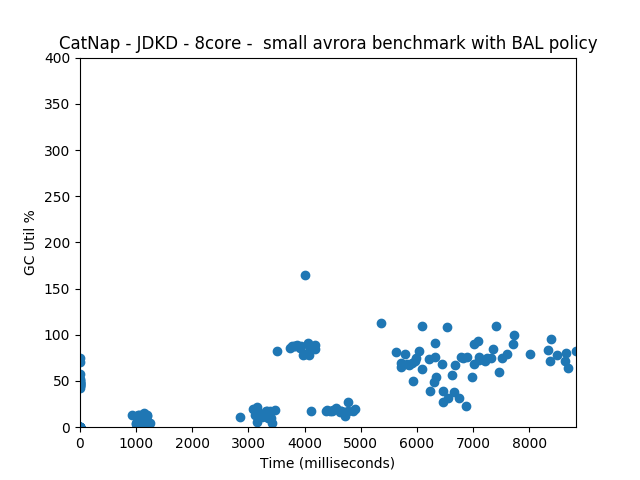 CatNap - JDKD - 8core -  small avrora benchmark with BAL policy
400
350
300
250
200
150
100
50
0
GC Util %
0 1000 2000 3000 4000 5000 6000 7000 8000
Time (milliseconds)